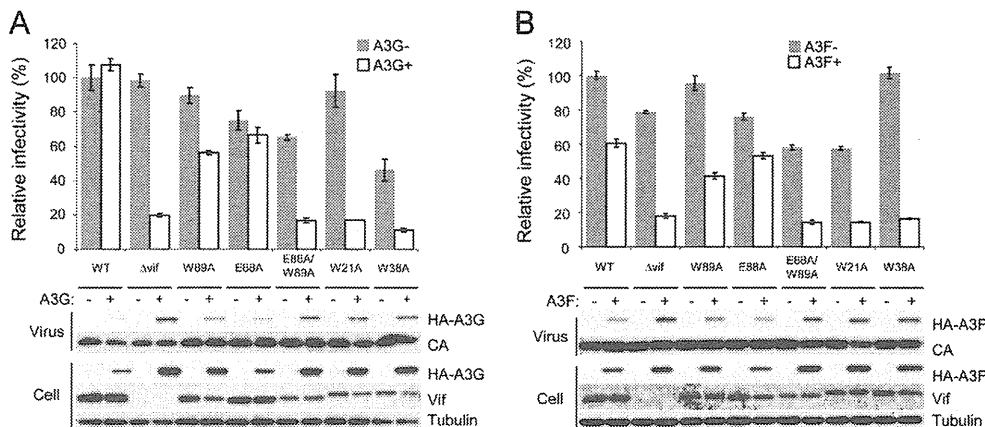 A
Relative infectivity (%)
120
100
80
60
40
20
0
A3G-
A3G+
WT Δvif W89A E88A E88A/W89A W21A W38A
A3G: - + - + - + - + - + - + - +
Virus
HA-A3G
CA
Cell
HA-A3G
Vif
Tubulin
B
Relative infectivity (%)
120
100
80
60
40
20
0
A3F-
A3F+
WT Δvif W89A E88A E88A/W89A W21A W38A
A3F: - + - + - + - + - + - + - +
Virus
HA-A3F
CA
Cell
HA-A3F
Vif
Tubulin